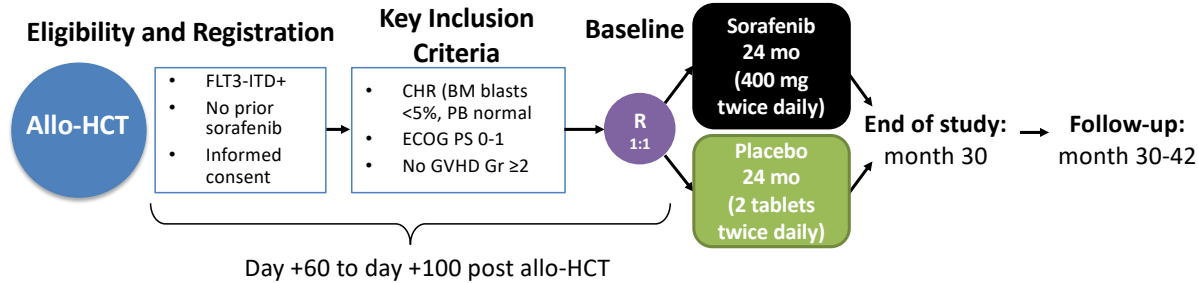 Eligibility and Registration
Key Inclusion
Criteria
Baseline
Allo-HCT
• FLT3-ITD+
• No prior
sorafenib
• Informed
consent
• CHR (BM blasts
<5%, PB normal
• ECOG PS 0-1
• No GVHD Gr ≥2
R
1:1
Sorafenib
24 mo
(400 mg
twice daily)
Placebo
24 mo
(2 tablets
twice daily)
End of study:
month 30
Follow-up:
month 30-42
Day +60 to day +100 post allo-HCT